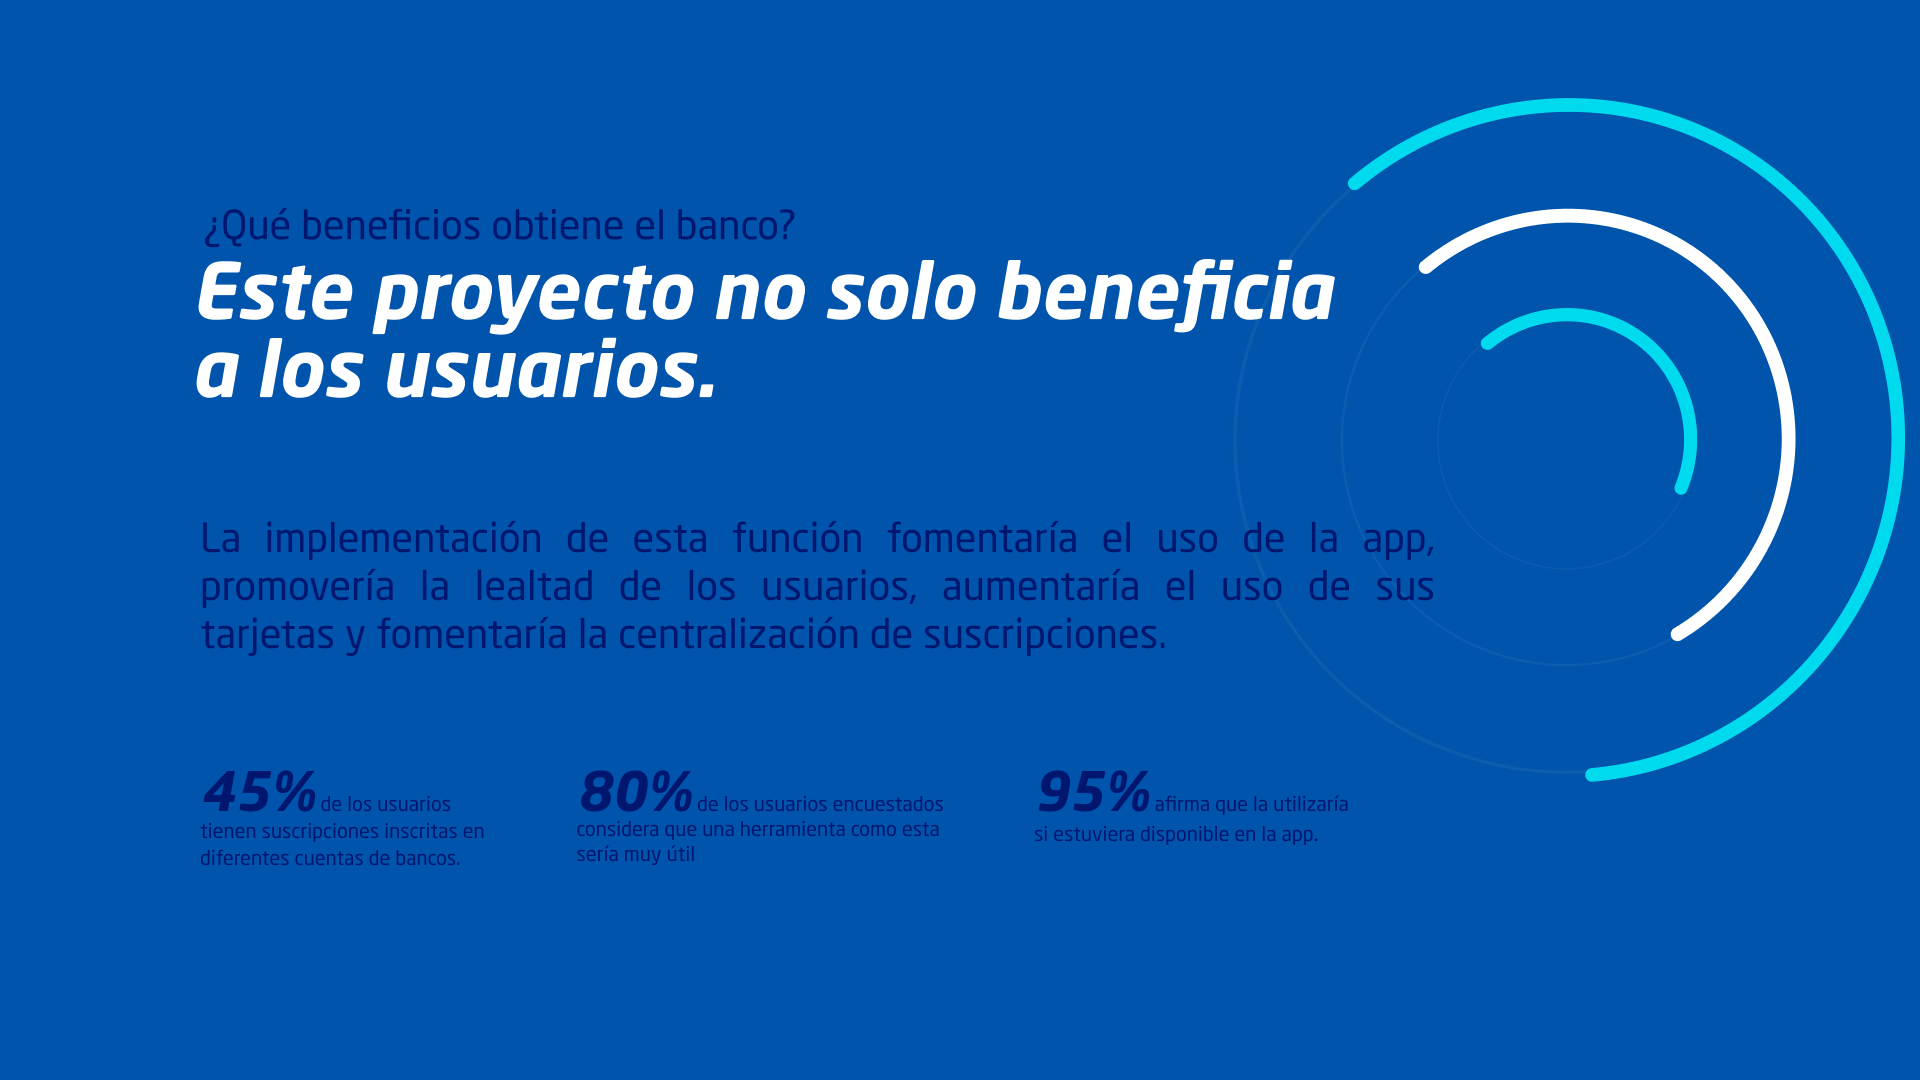 ¿Qué beneficios obtiene el banco?
Este proyecto no solo beneficia
a los usuarios.
La implementación de esta función fomentaría el uso de la app,
promovería la lealtad de los usuarios, aumentaría el uso de sus
tarjetas y fomentaría la centralización de suscripciones.
45% de los usuarios
tienen suscripciones inscritas en
diferentes cuentas de bancos.
80% de los usuarios encuestados
considera que una herramienta como esta
sería muy útil
95% afirma que la utilizaría
si estuviera disponible en la app.